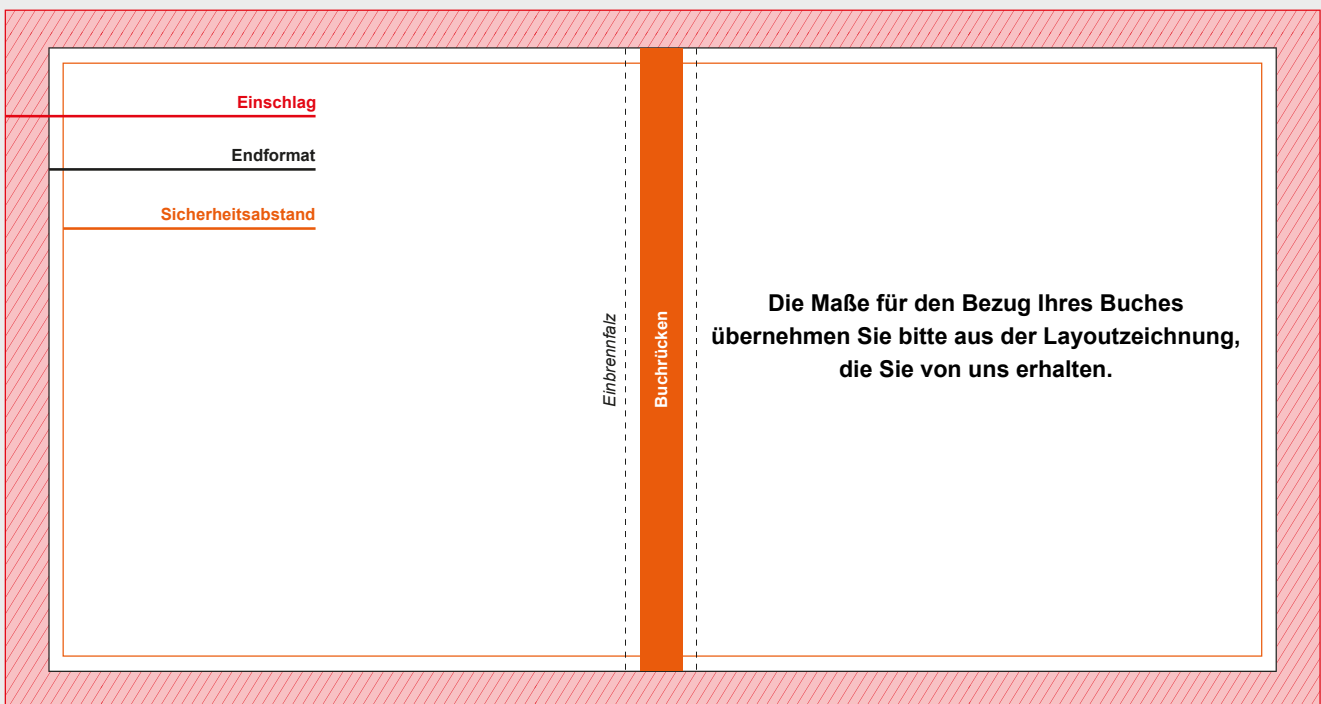 Einschlag
Endformat
Sicherheitsabstand
Einbrennfalz
Buchrücken
Die Maße für den Bezug Ihres Buches
übernehmen Sie bitte aus der Layoutzeichnung,
die Sie von uns erhalten.